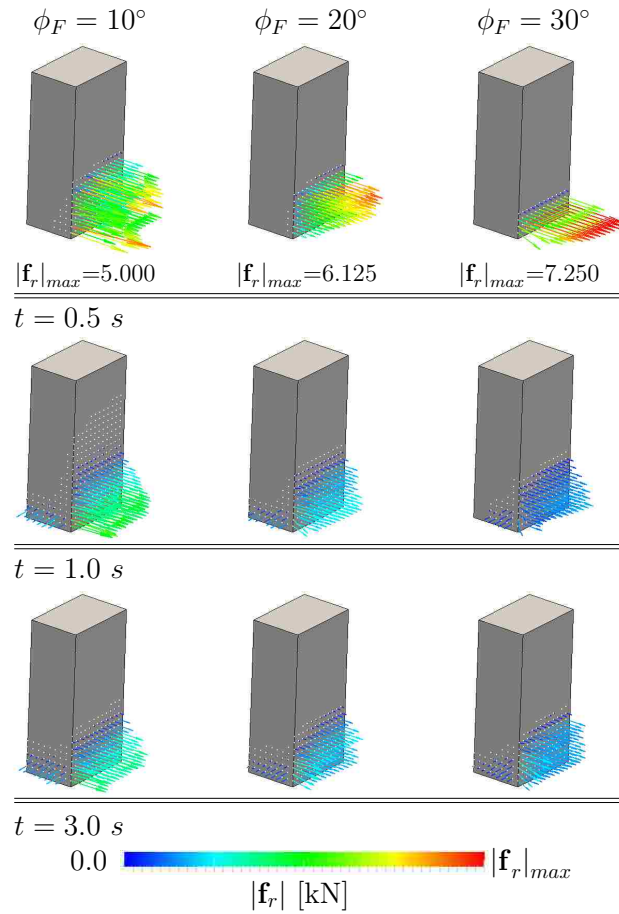 ϕ_F = 10° ϕ_F = 20° ϕ_F = 30°
|f_r|_max=5.000 |f_r|_max=6.125 |f_r|_max=7.250
t = 0.5 s
t = 1.0 s
t = 3.0 s
0.0 |f_r|_max
|f_r| [kN]